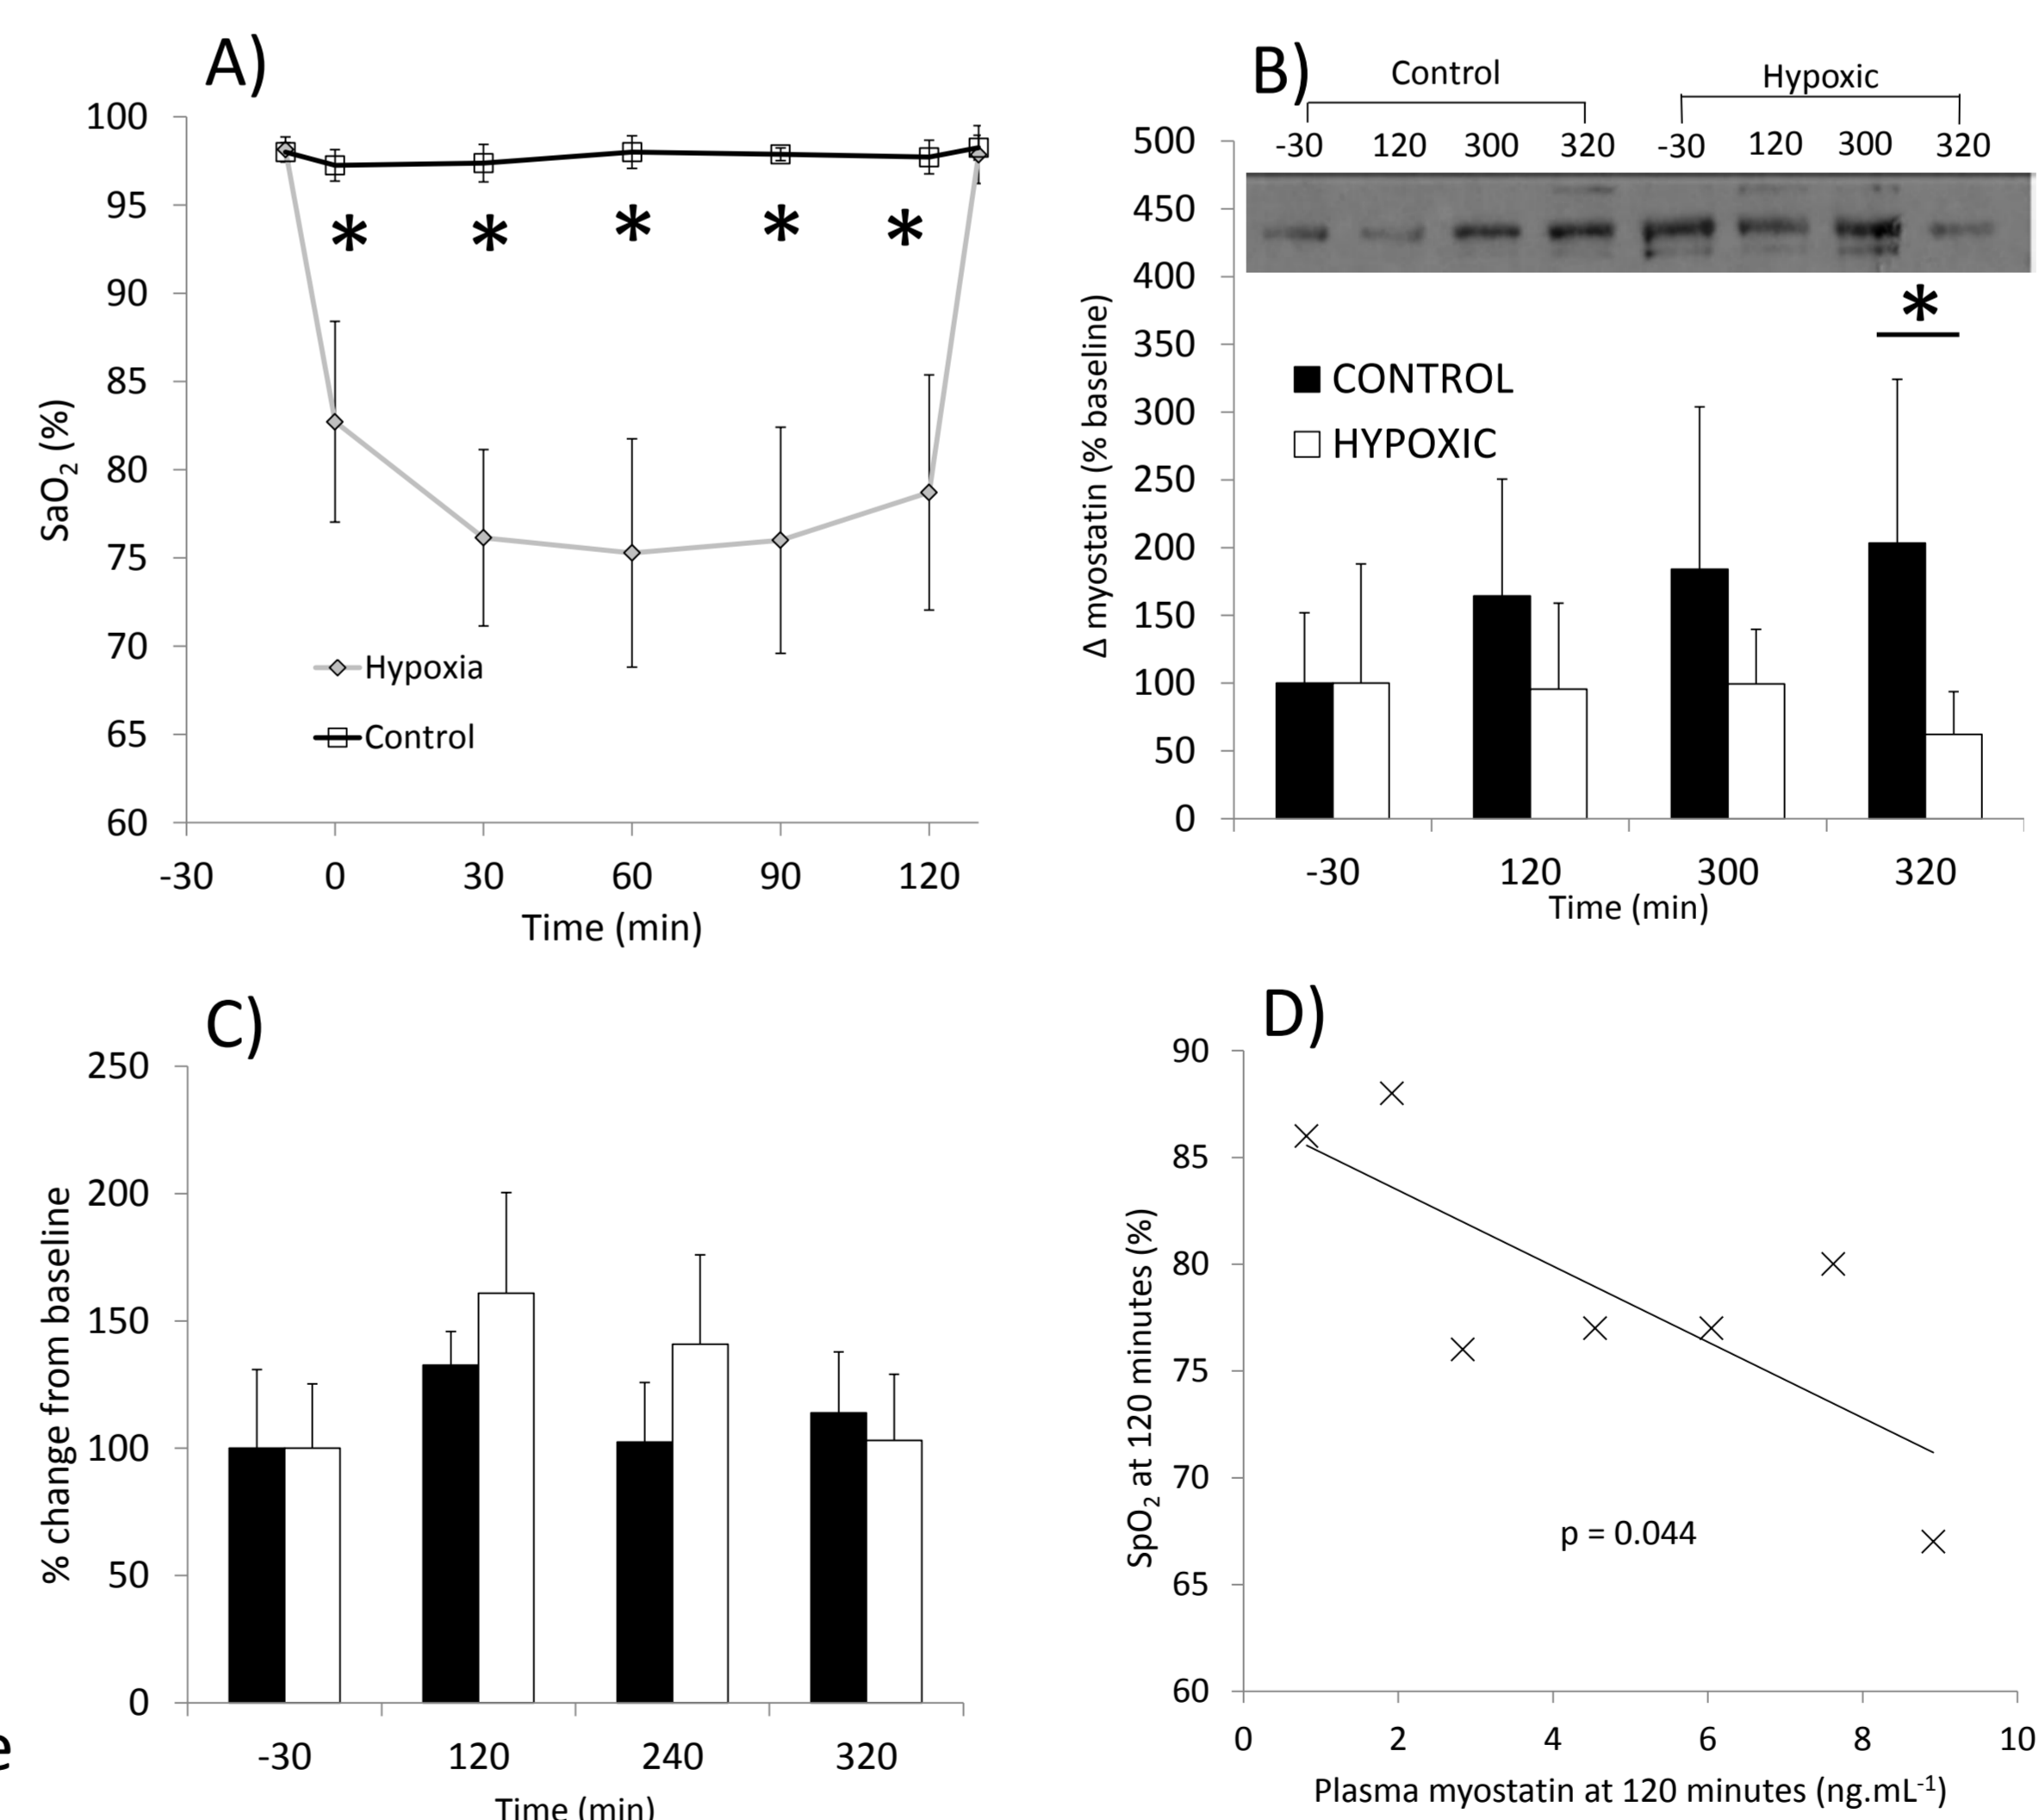 A)
100
95
90
85
80
75
70
65
60
SaO2 (%)
* * * * *
Hypoxia
Control
-30 0 30 60 90 120
Time (min)
B)
Control Hypoxic
-30 120 300 320 -30 120 300 320
500
450
400
350
300
250
200
150
100
50
0
Δ myostatin (% baseline)
*
CONTROL
HYPOXIC
-30 120 300 320
Time (min)
C)
250
200
150
100
50
0
% change from baseline
-30 120 240 320
Time (min)
e
D)
90
85
80
75
70
65
60
SpO2 at 120 minutes (%)
p = 0.044
0 2 4 6 8 10
Plasma myostatin at 120 minutes (ng.mL-1)